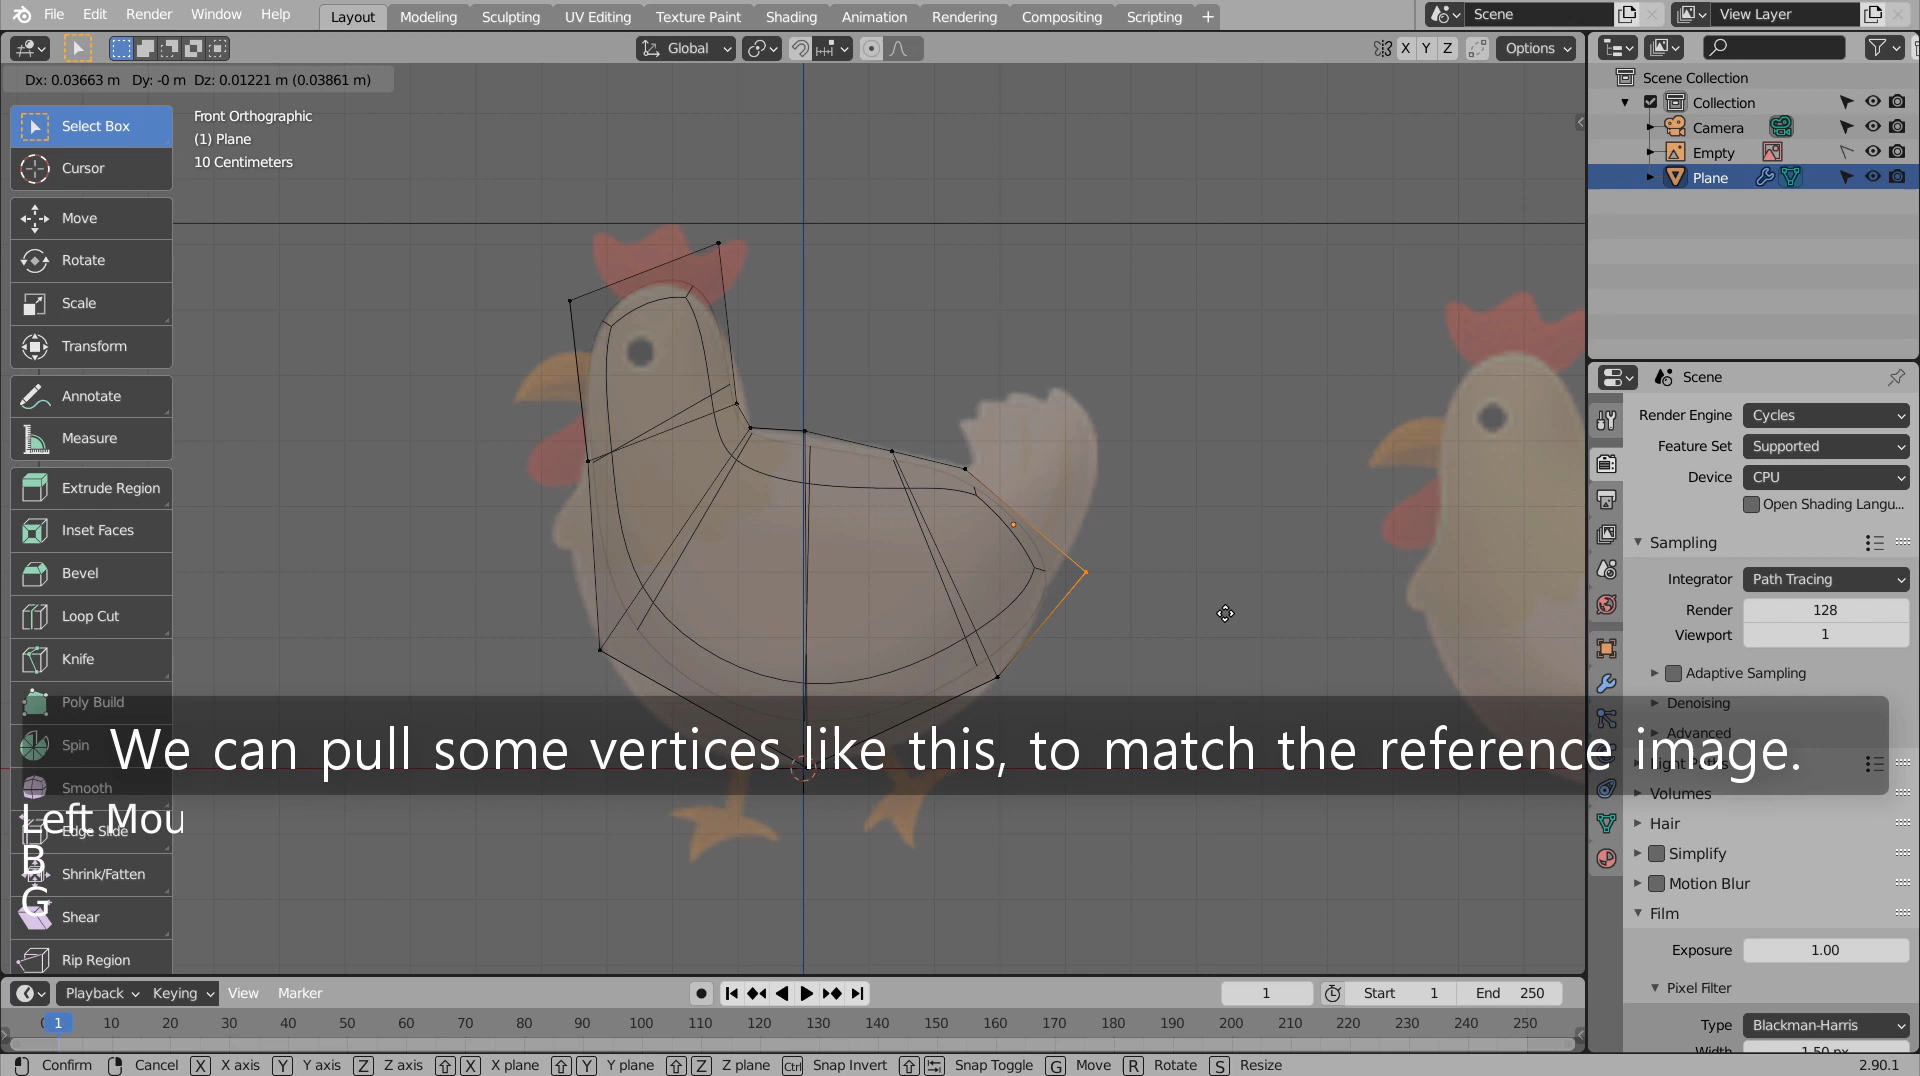 File Edit Render Window Help Layout Modeling Sculpting UV Editing Texture Paint Shading Animation Rendering Compositing Scripting + Scene View Layer
Global X Y Z Options
Dx: 0.03663 m Dy: -0 m Dz: 0.01221 m (0.03861 m)
Front Orthographic
(1) Plane
10 Centimeters
Select Box
Cursor
Move
Rotate
Scale
Transform
Annotate
Measure
Extrude Region
Inset Faces
Bevel
Loop Cut
Knife
Poly Build
Spin
Smooth
Edge Slide
Shrink/Fatten
Shear
Rip Region
We can pull some vertices like this, to match the reference image.
Left Mou
B
G
Scene Collection
Collection
Camera
Empty
Plane
Scene
Render Engine Cycles
Feature Set Supported
Device CPU
Open Shading Langu...
Sampling
Integrator Path Tracing
Render 128
Viewport 1
Adaptive Sampling
Denoising
Advanced
Volumes
Hair
Simplify
Motion Blur
Film
Exposure 1.00
Pixel Filter
Type Blackman-Harris
Width 1.50 px
Playback Keying View Marker 1 Start 1 End 250
1 10 20 30 40 50 60 70 80 90 100 110 120 130 140 150 160 170 180 190 200 210 220 230 240 250
Confirm Cancel X X axis Y Y axis Z Z axis X X plane Y Y plane Z Z plane Ctrl Snap Invert Snap Toggle G Move R Rotate S Resize 2.90.1